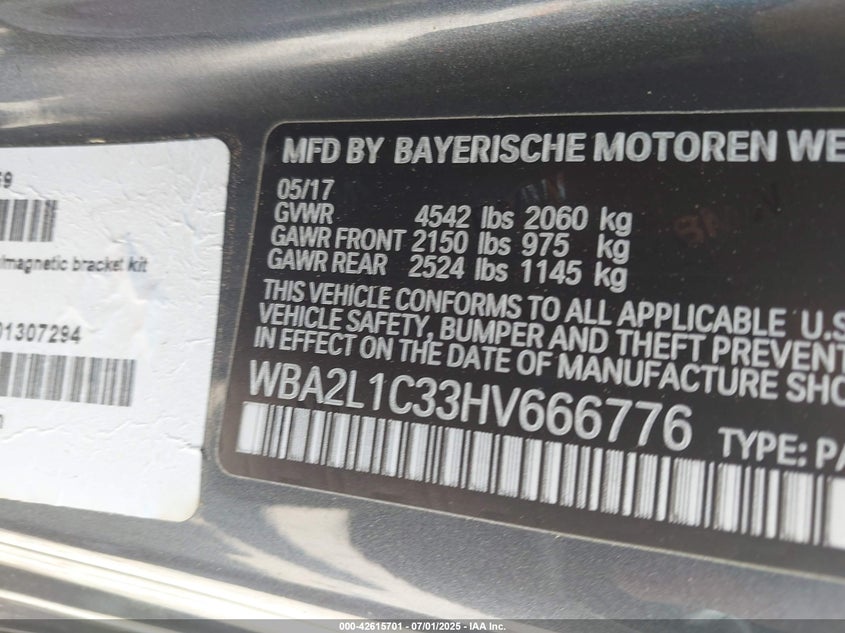 MFD BY BAYERISCHE MOTOREN WE
05/17
GVWR 4542 lbs 2060 kg
GAWR FRONT 2150 lbs 975 kg
GAWR REAR 2524 lbs 1145 kg
THIS VEHICLE CONFORMS TO ALL APPLICABLE U.S
VEHICLE SAFETY, BUMPER AND THEFT PREVENT
IN EFFECT ON THE DATE OF MANUFACTURE SHO
WBA2L1C33HV666776
TYPE: PA
/magnetic bracket kit
01307294
000-42615701 - 07/01/2025 - IAA Inc.